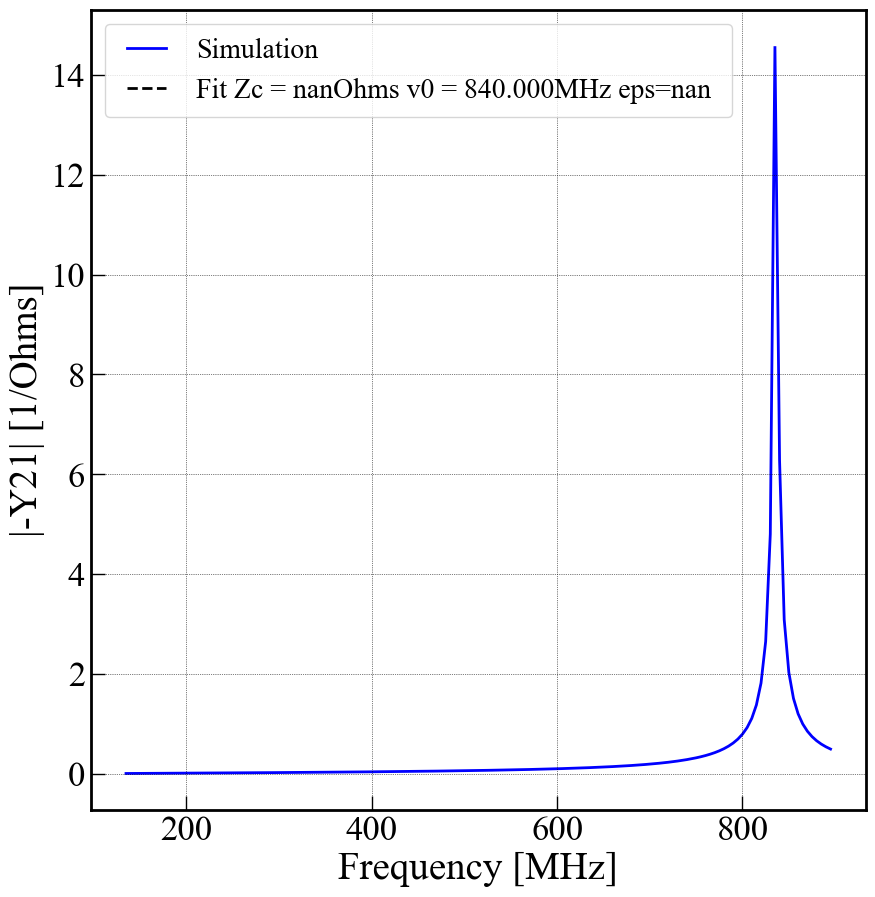 Simulation
Fit Zc = nanOhms v0 = 840.000MHz eps=nan
|-Y21| [1/Ohms]
14
12
10
8
6
4
2
0
200 400 600 800
Frequency [MHz]